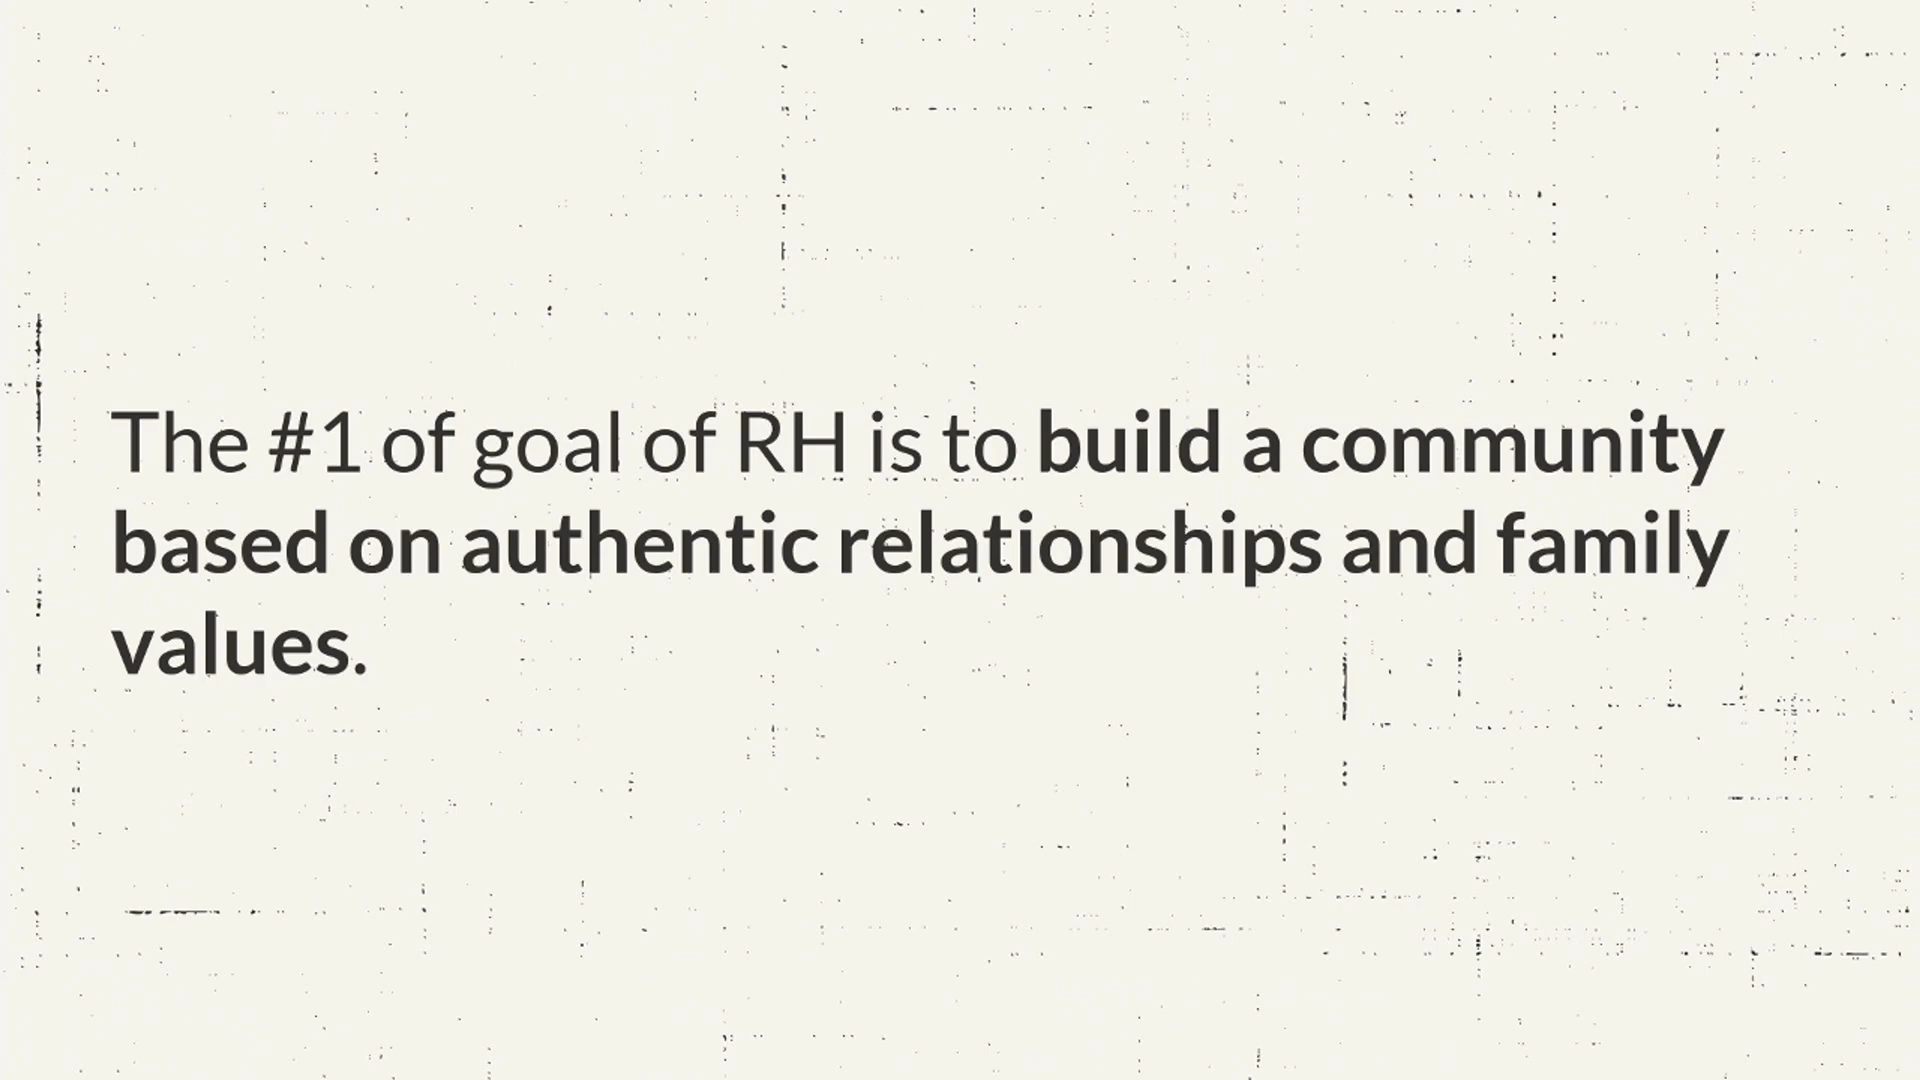 The #1 of goal of RH is to build a community
based on authentic relationships and family
values.